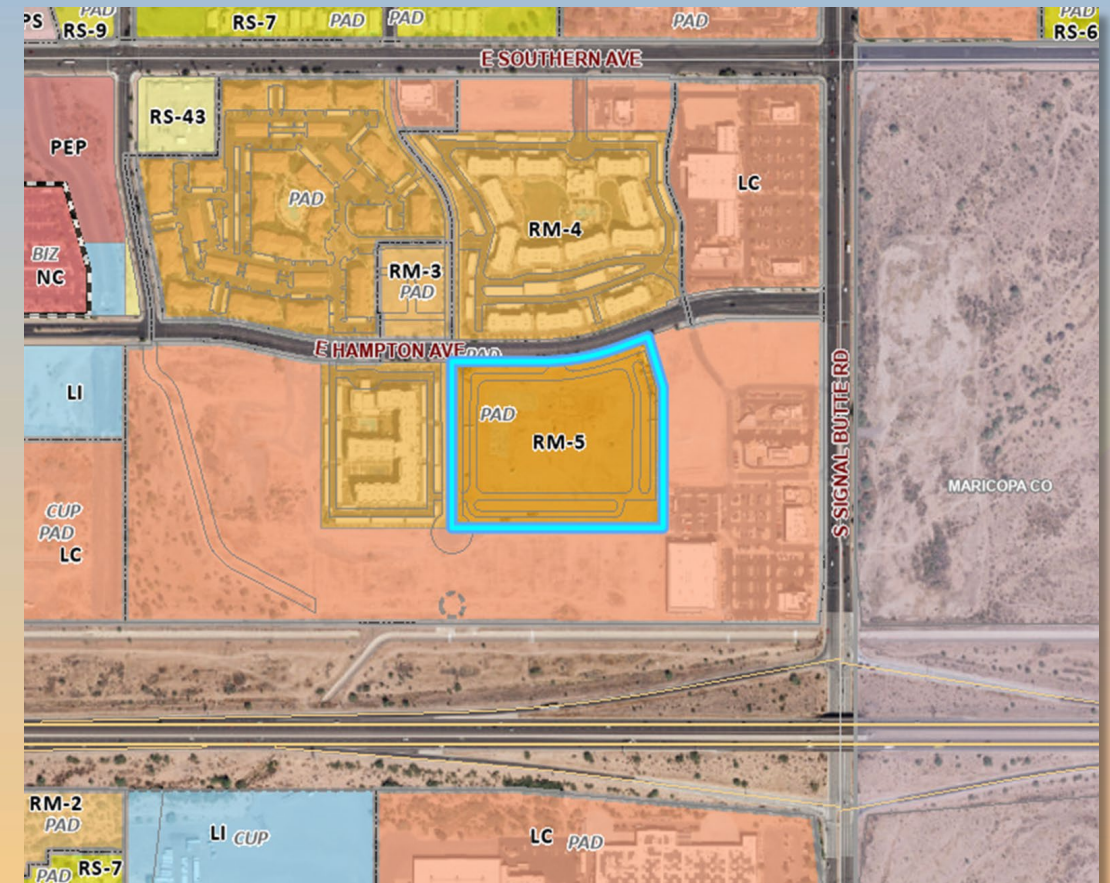 PS
PAD
RS-9
RS-7
PAD
PAD
PAD
PAD
RS-6
E SOUTHERN AVE
RS-43
PEP
PAD
LC
RM-4
BIZ
NC
RM-3
PAD
E HAMPTON AVE
PAD
LI
PAD
RM-5
S SIGNAL BUTTE RD
MARICOPA CO
CUP
PAD
LC
RM-2
PAD
LI CUP
LC PAD
PAD RS-7